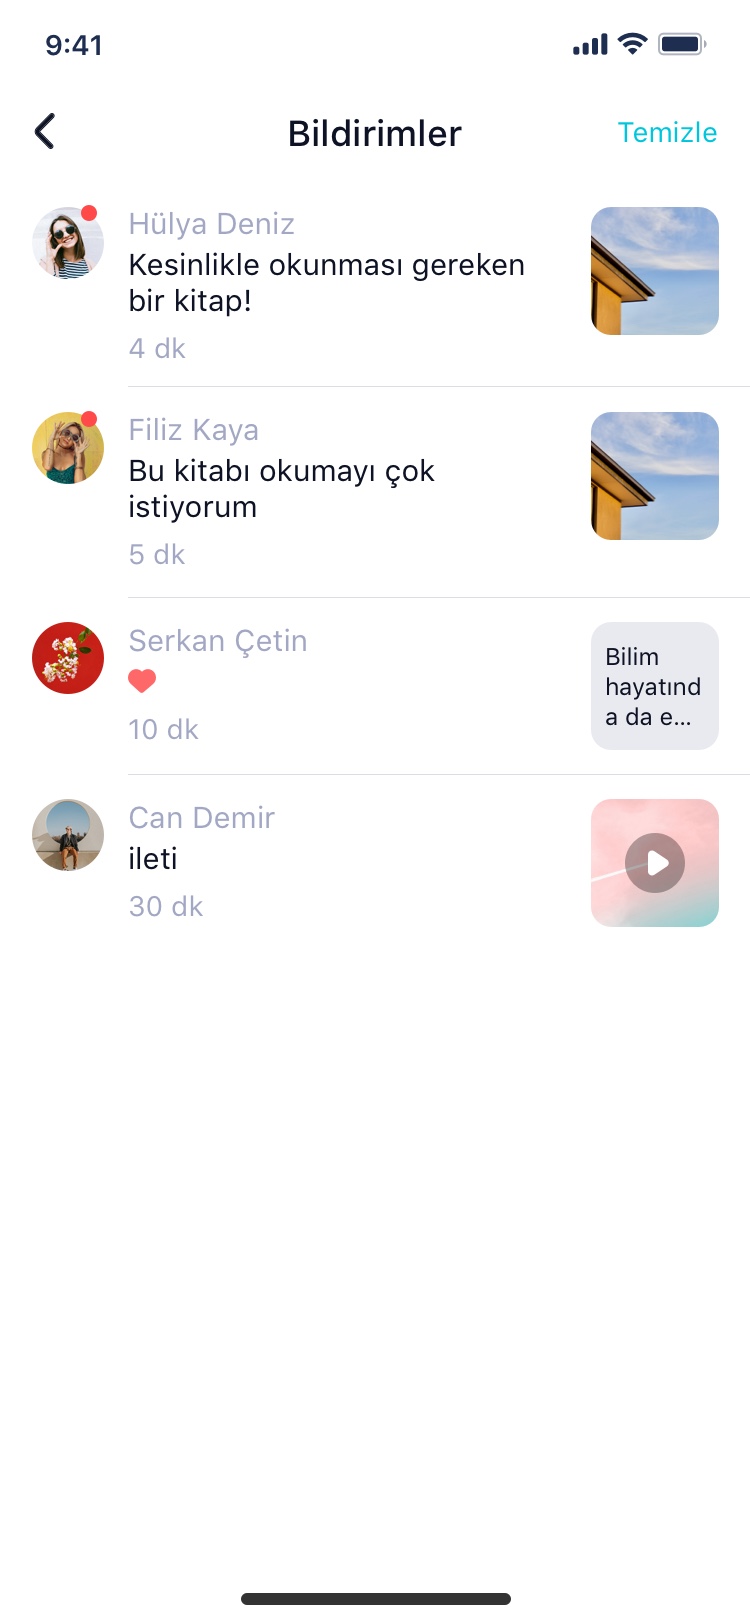 9:41
Bildirimler
Temizle
Hülya Deniz
Kesinlikle okunması gereken
bir kitap!
4 dk
Filiz Kaya
Bu kitabı okumayı çok
istiyorum
5 dk
Serkan Çetin
10 dk
Bilim
hayatınd
a da e...
Can Demir
ileti
30 dk